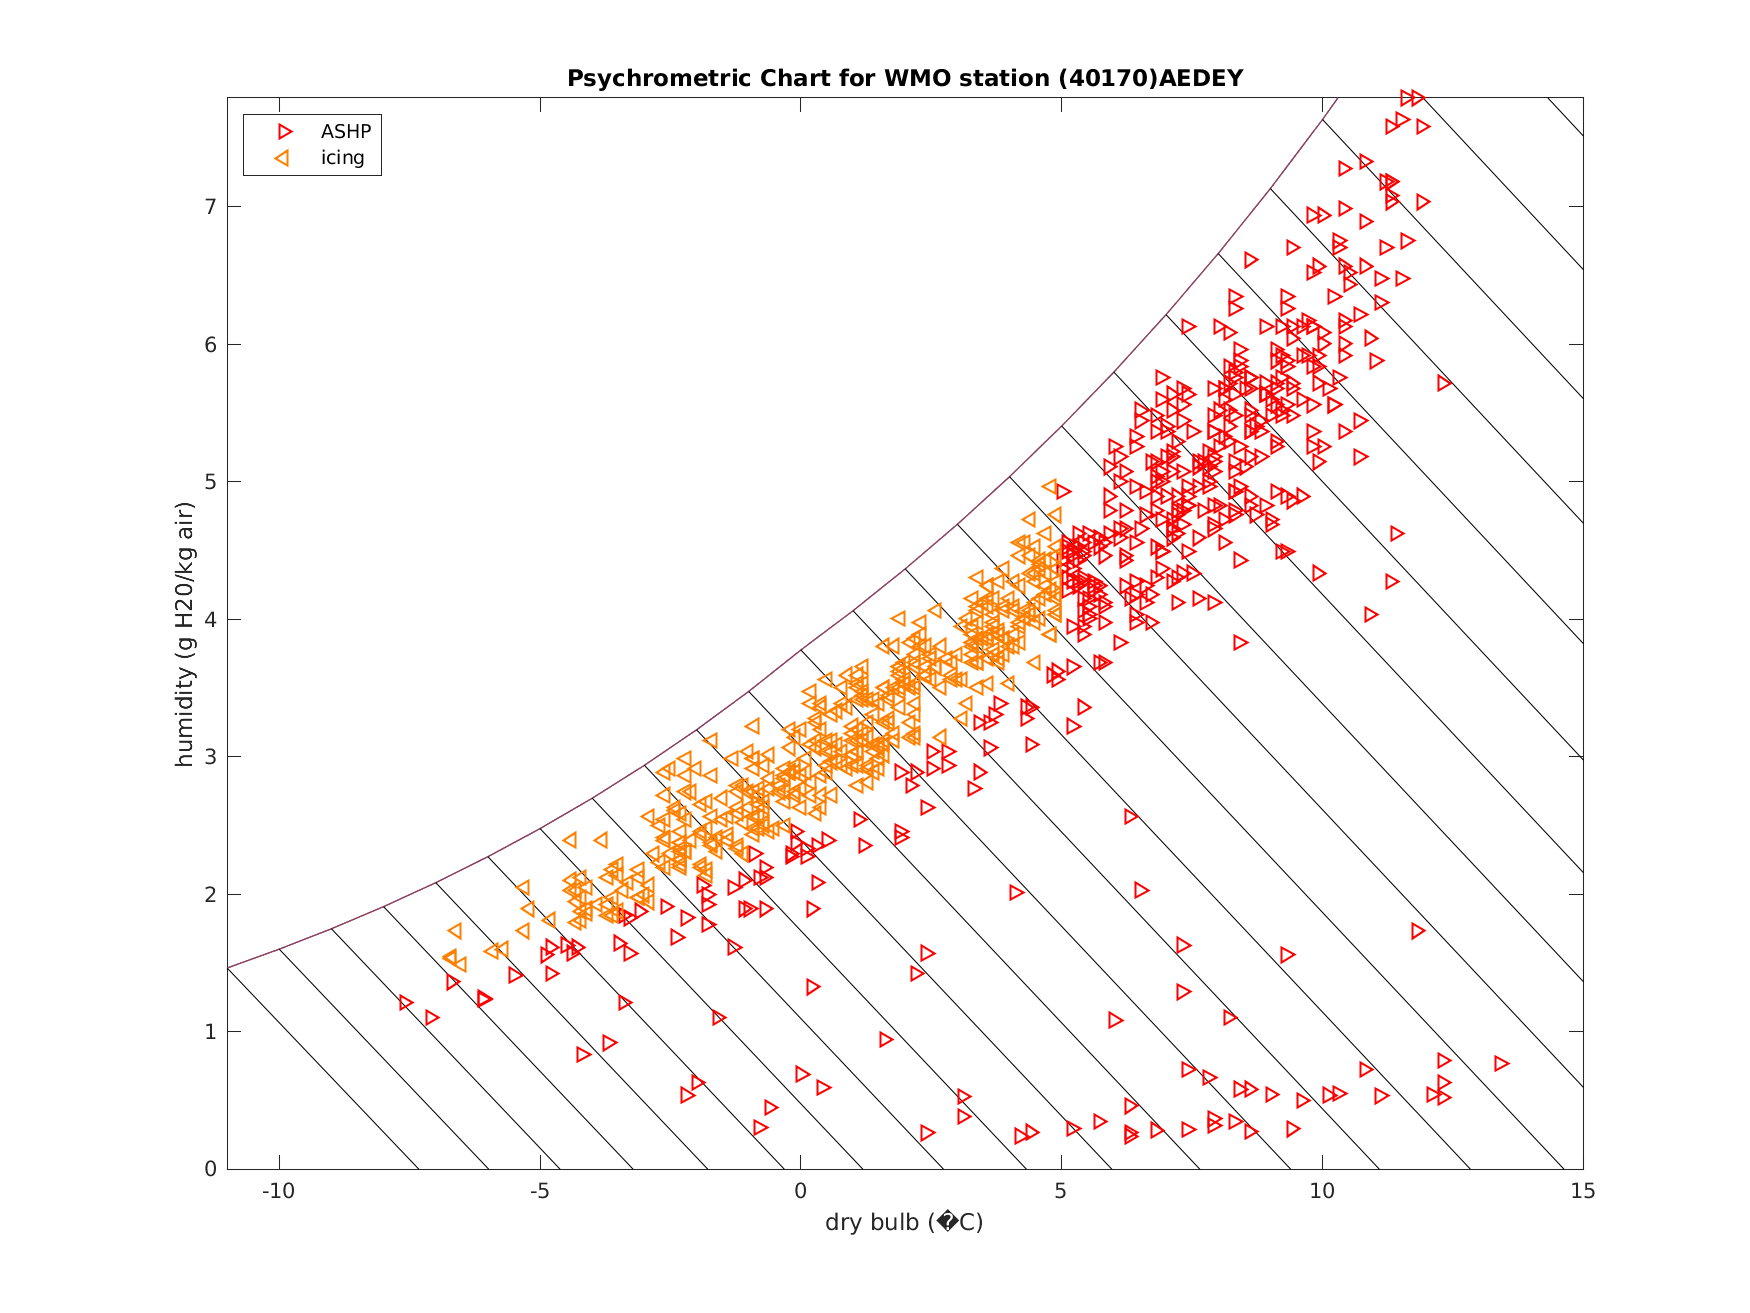 Psychrometric Chart for WMO station (40170)AEDEY
ASHP
icing
7
6
5
4
3
2
1
0
humidity (g H20/kg air)
-10 -5 0 5 10 15
dry bulb (�C)